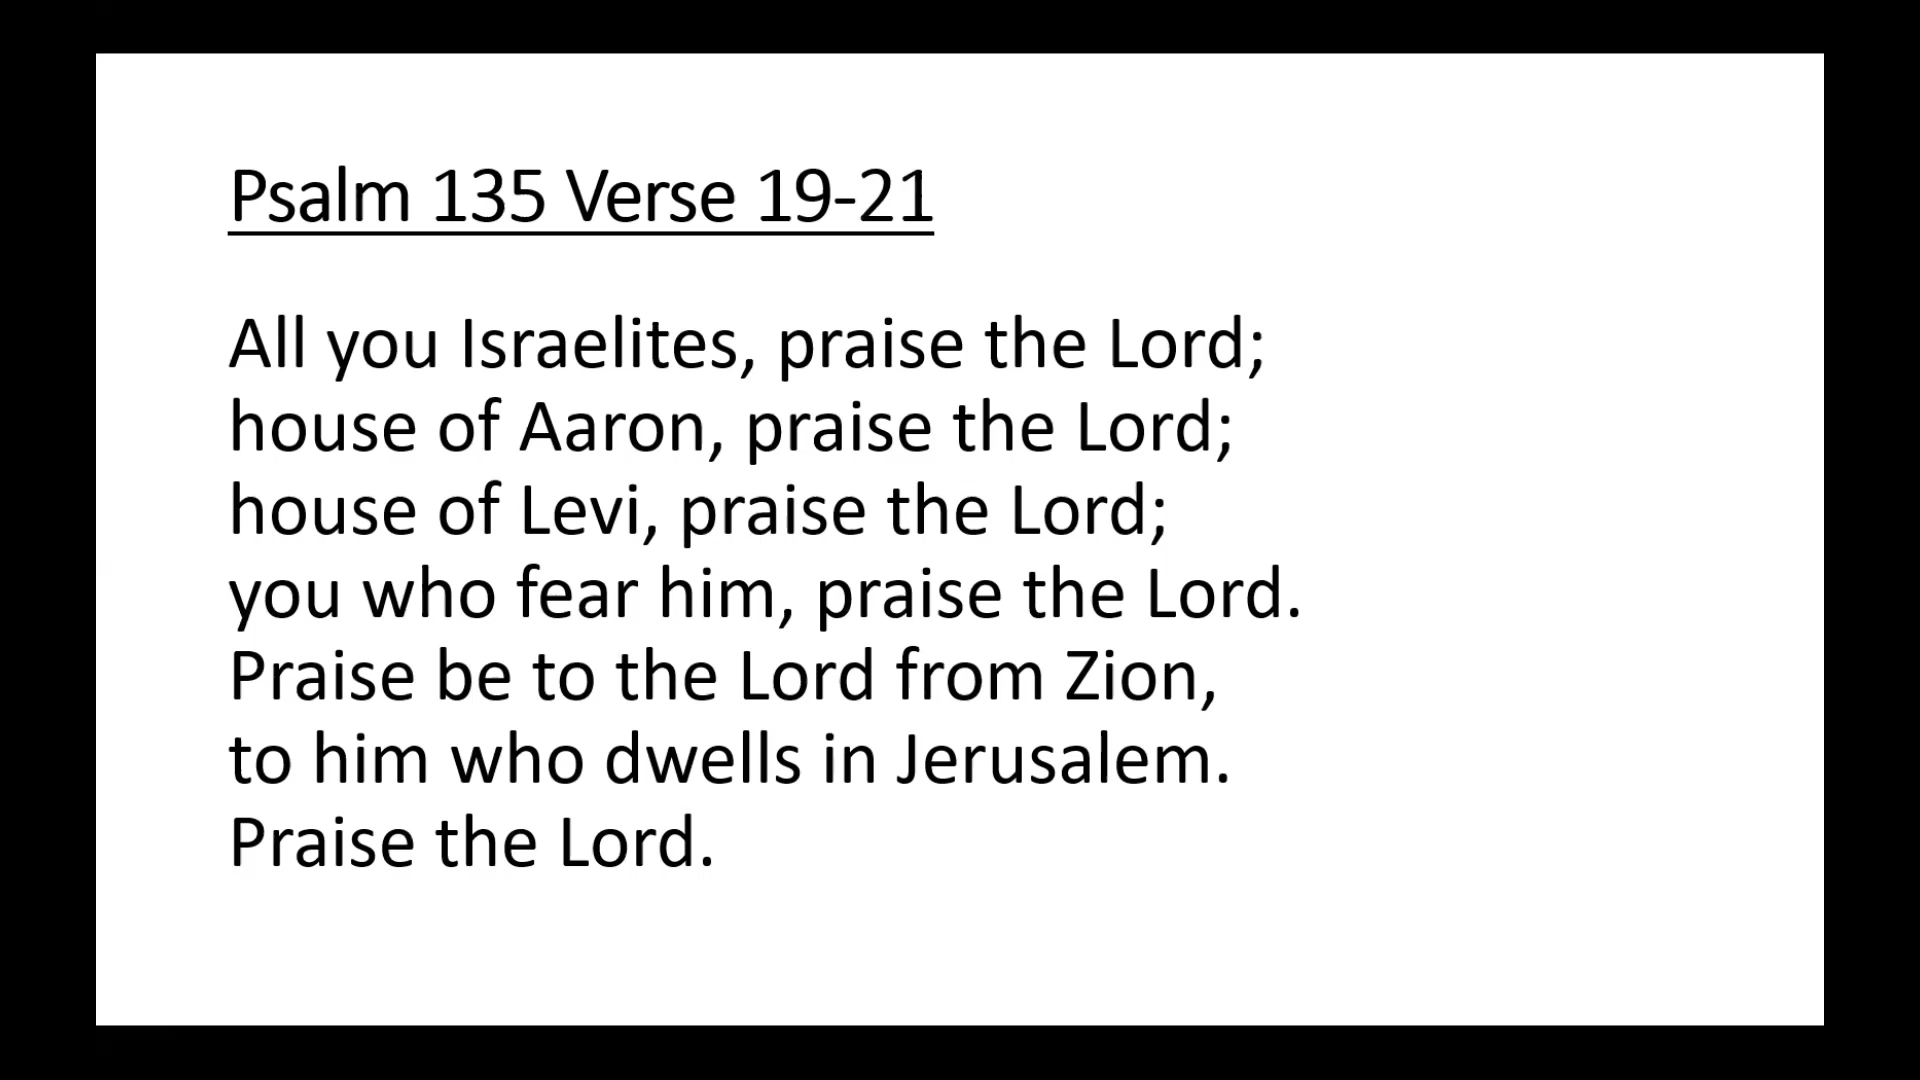 Psalm 135 Verse 19-21
All you Israelites, praise the Lord;
house of Aaron, praise the Lord;
house of Levi, praise the Lord;
you who fear him, praise the Lord.
Praise be to the Lord from Zion,
to him who dwells in Jerusalem.
Praise the Lord.